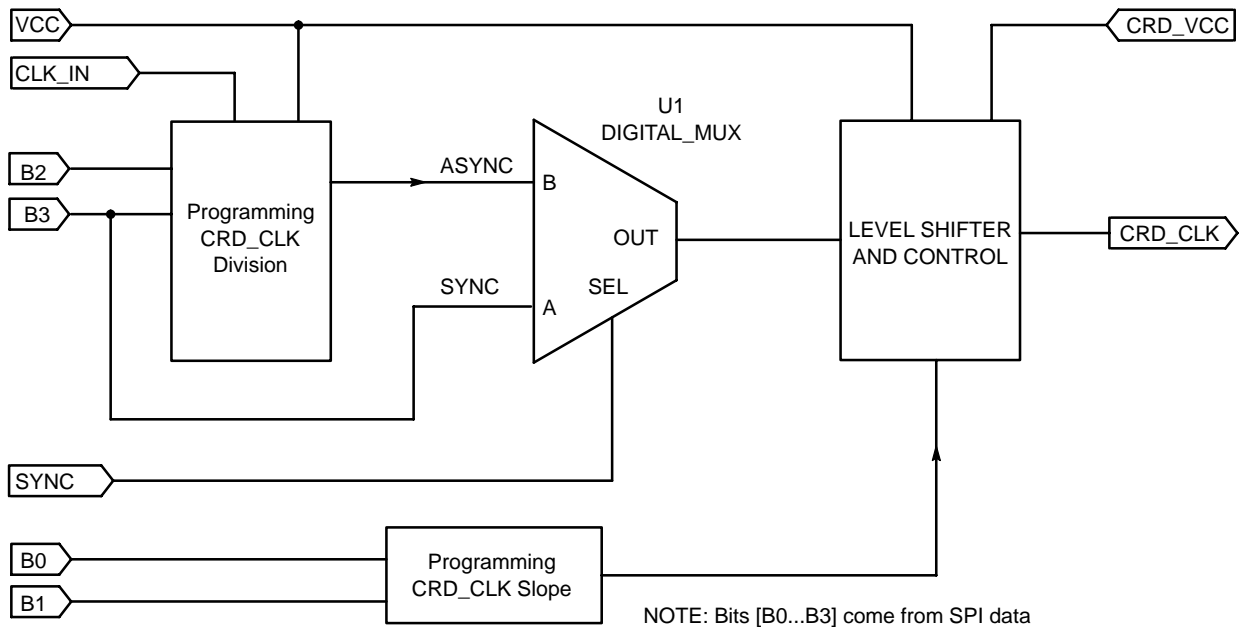 VCC
CRD_VCC
CLK_IN
U1
DIGITAL_MUX
B2
ASYNC
B
B3
Programming
CRD_CLK
Division
OUT
LEVEL SHIFTER
AND CONTROL
CRD_CLK
SYNC
SEL
A
SYNC
B0
Programming
CRD_CLK Slope
B1
NOTE: Bits [B0...B3] come from SPI data